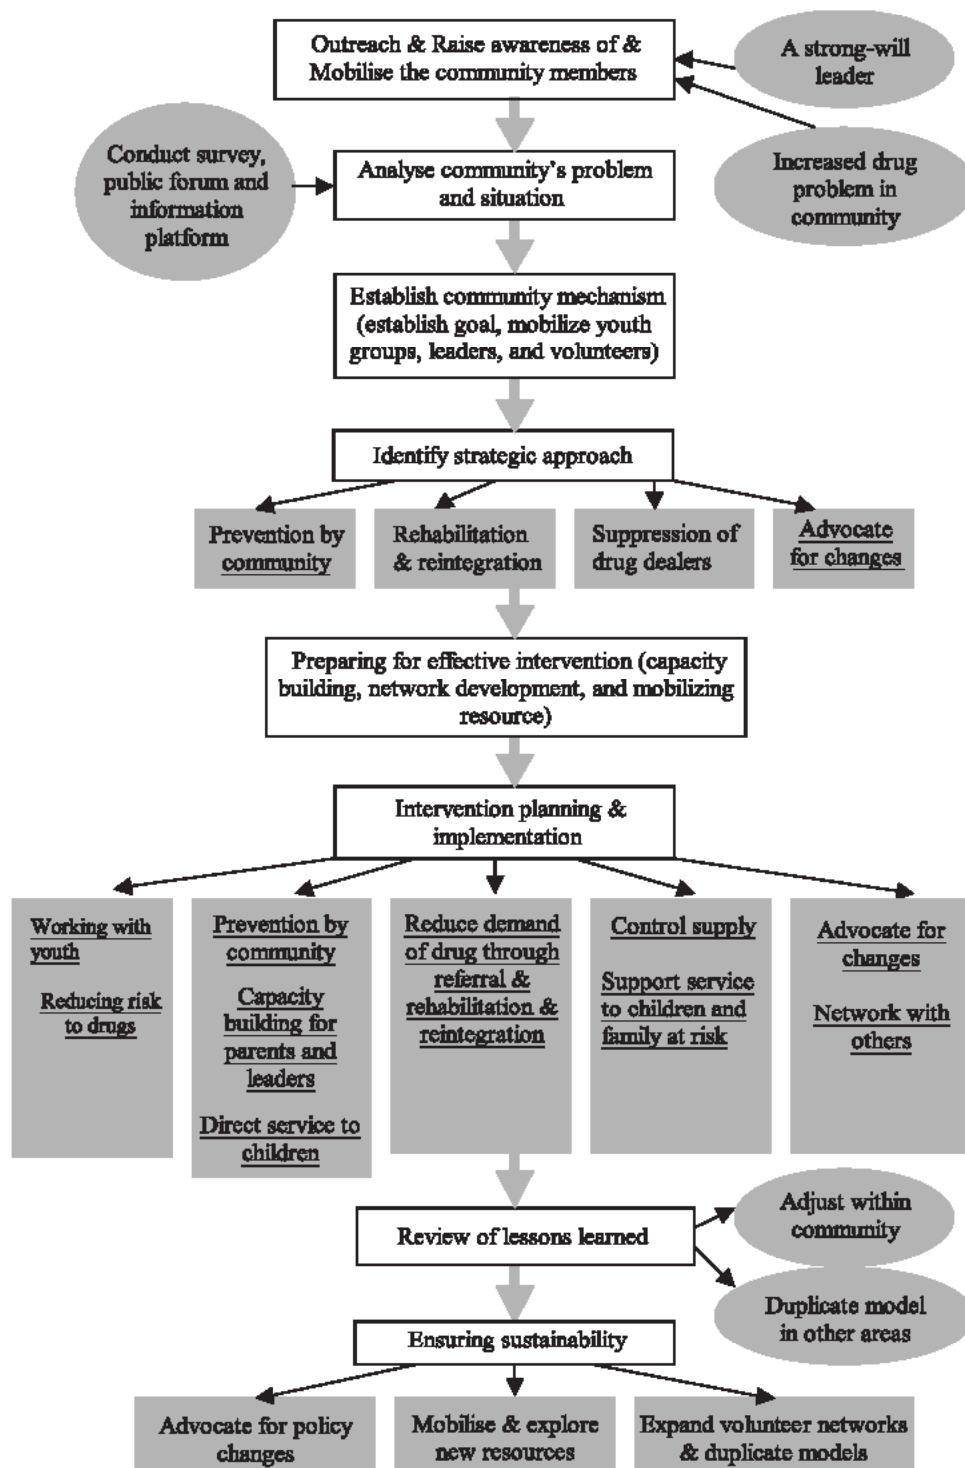 Outreach & Raise awareness of &
Mobilise the community members
A strong-will
leader
Increased drug
problem in
community
Conduct survey,
public forum and
information
platform
Analyse community's problem
and situation
Establish community mechanism
(establish goal, mobilize youth
groups, leaders, and volunteers)
Identify strategic approach
Prevention by
community
Rehabilitation
& reintegration
Suppression of
drug dealers
Advocate
for changes
Preparing for effective intervention (capacity
building, network development, and mobilizing
resource)
Intervention planning &
implementation
Working with
youth
Reducing risk
to drugs
Prevention by
community
Capacity
building for
parents and
leaders
Direct service to
children
Reduce demand
of drug through
referral &
rehabilitation &
reintegration
Control supply
Support service
to children and
family at risk
Advocate for
changes
Network with
others
Review of lessons learned
Adjust within
community
Duplicate model
in other areas
Ensuring sustainability
Advocate for policy
changes
Mobilise & explore
new resources
Expand volunteer networks
& duplicate models